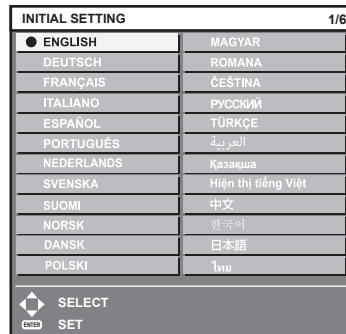 INITIAL SETTING 1/6
ENGLISH MAGYAR
DEUTSCH ROMANA
FRANÇAIS ČEŠTINA
ITALIANO РУССКИЙ
ESPAÑOL TÜRKÇE
PORTUGUÊS العربية
NEDERLANDS Қазақша
SVENSKA Hiện thị tiếng Việt
SUOMI 中文
NORSK 한국어
DANSK 日本語
POLSKI ไทย
SELECT
ENTER SET